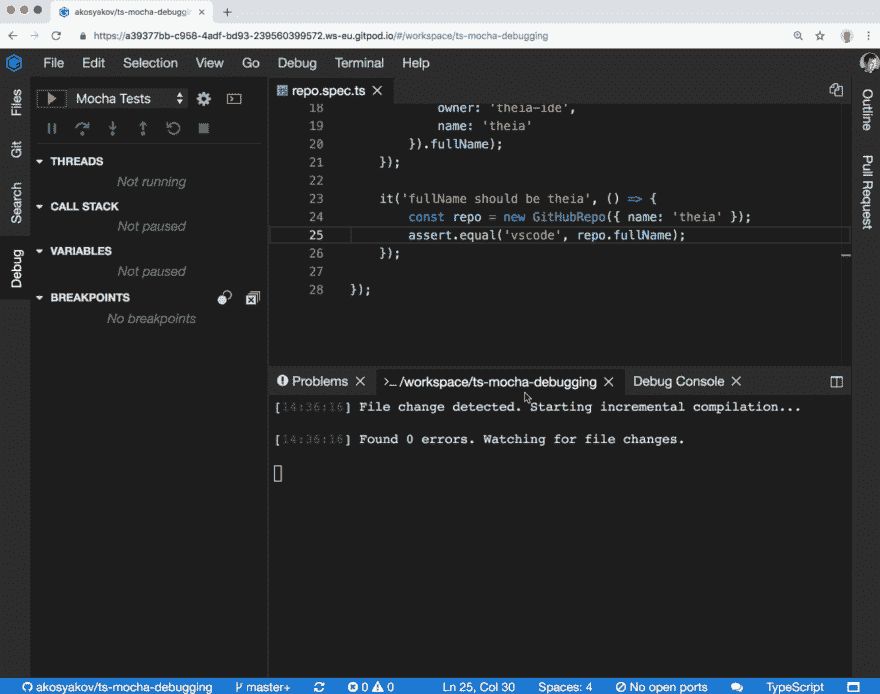 akosyakov/ts-mocha-debuggin
https://a39377bb-c958-4adf-bd93-239560399572.ws-eu.gitpod.io/#/workspace/ts-mocha-debugging
File Edit Selection View Go Debug Terminal Help
Files
Git
Search
Debug
Mocha Tests
THREADS
Not running
CALL STACK
Not paused
VARIABLES
Not paused
BREAKPOINTS
No breakpoints
repo.spec.ts
18 owner: 'theia-ide',
19 name: 'theia'
20 }).fullName);
21 });
22
23 it('fullName should be theia', () => {
24 const repo = new GitHubRepo({ name: 'theia' });
25 assert.equal('vscode', repo.fullName);
26 });
27
28 });
Outline
Pull Request
Problems >_ /workspace/ts-mocha-debugging Debug Console
[14:36:16] File change detected. Starting incremental compilation...
[14:36:16] Found 0 errors. Watching for file changes.
akosyakov/ts-mocha-debugging master+ 0 0 Ln 25, Col 30 Spaces: 4 No open ports TypeScript